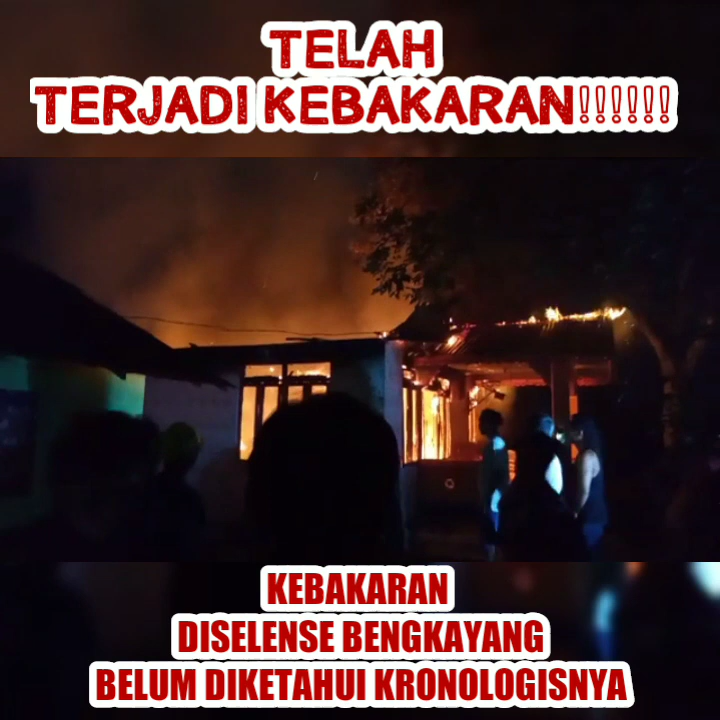 TELAH
TERJADI KEBAKARAN!!!!!!
KEBAKARAN
DISELENSE BENGKAYANG
BELUM DIKETAHUI KRONOLOGISNYA